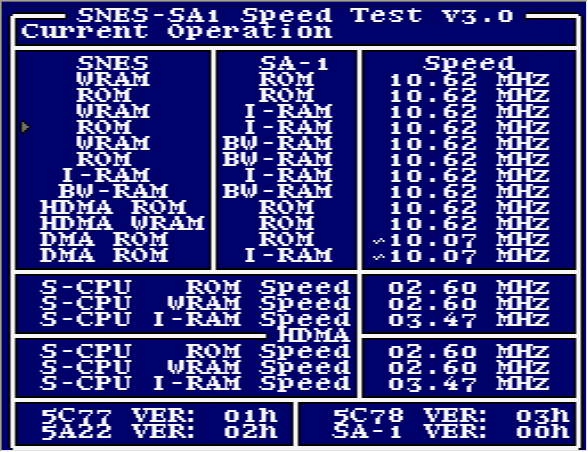 SNES-SA1 Speed Test v3.0
Current Operation
SNES SA-1 Speed
WRAM ROM 10.62 MHZ
ROM ROM 10.62 MHZ
WRAM I-RAM 10.62 MHZ
ROM I-RAM 10.62 MHZ
WRAM BW-RAM 10.62 MHZ
ROM BW-RAM 10.62 MHZ
I-RAM I-RAM 10.62 MHZ
BW-RAM BW-RAM 10.62 MHZ
HDMA ROM ROM 10.62 MHZ
HDMA WRAM ROM 10.62 MHZ
DMA ROM ROM ~10.07 MHZ
DMA ROM I-RAM ~10.07 MHZ
S-CPU ROM Speed 02.60 MHZ
S-CPU WRAM Speed 02.60 MHZ
S-CPU I-RAM Speed 03.47 MHZ
HDMA
S-CPU ROM Speed 02.60 MHZ
S-CPU WRAM Speed 02.60 MHZ
S-CPU I-RAM Speed 03.47 MHZ
5C77 VER: 01h 5C78 VER: 03h
5A22 VER: 02h SA-1 VER: 00h